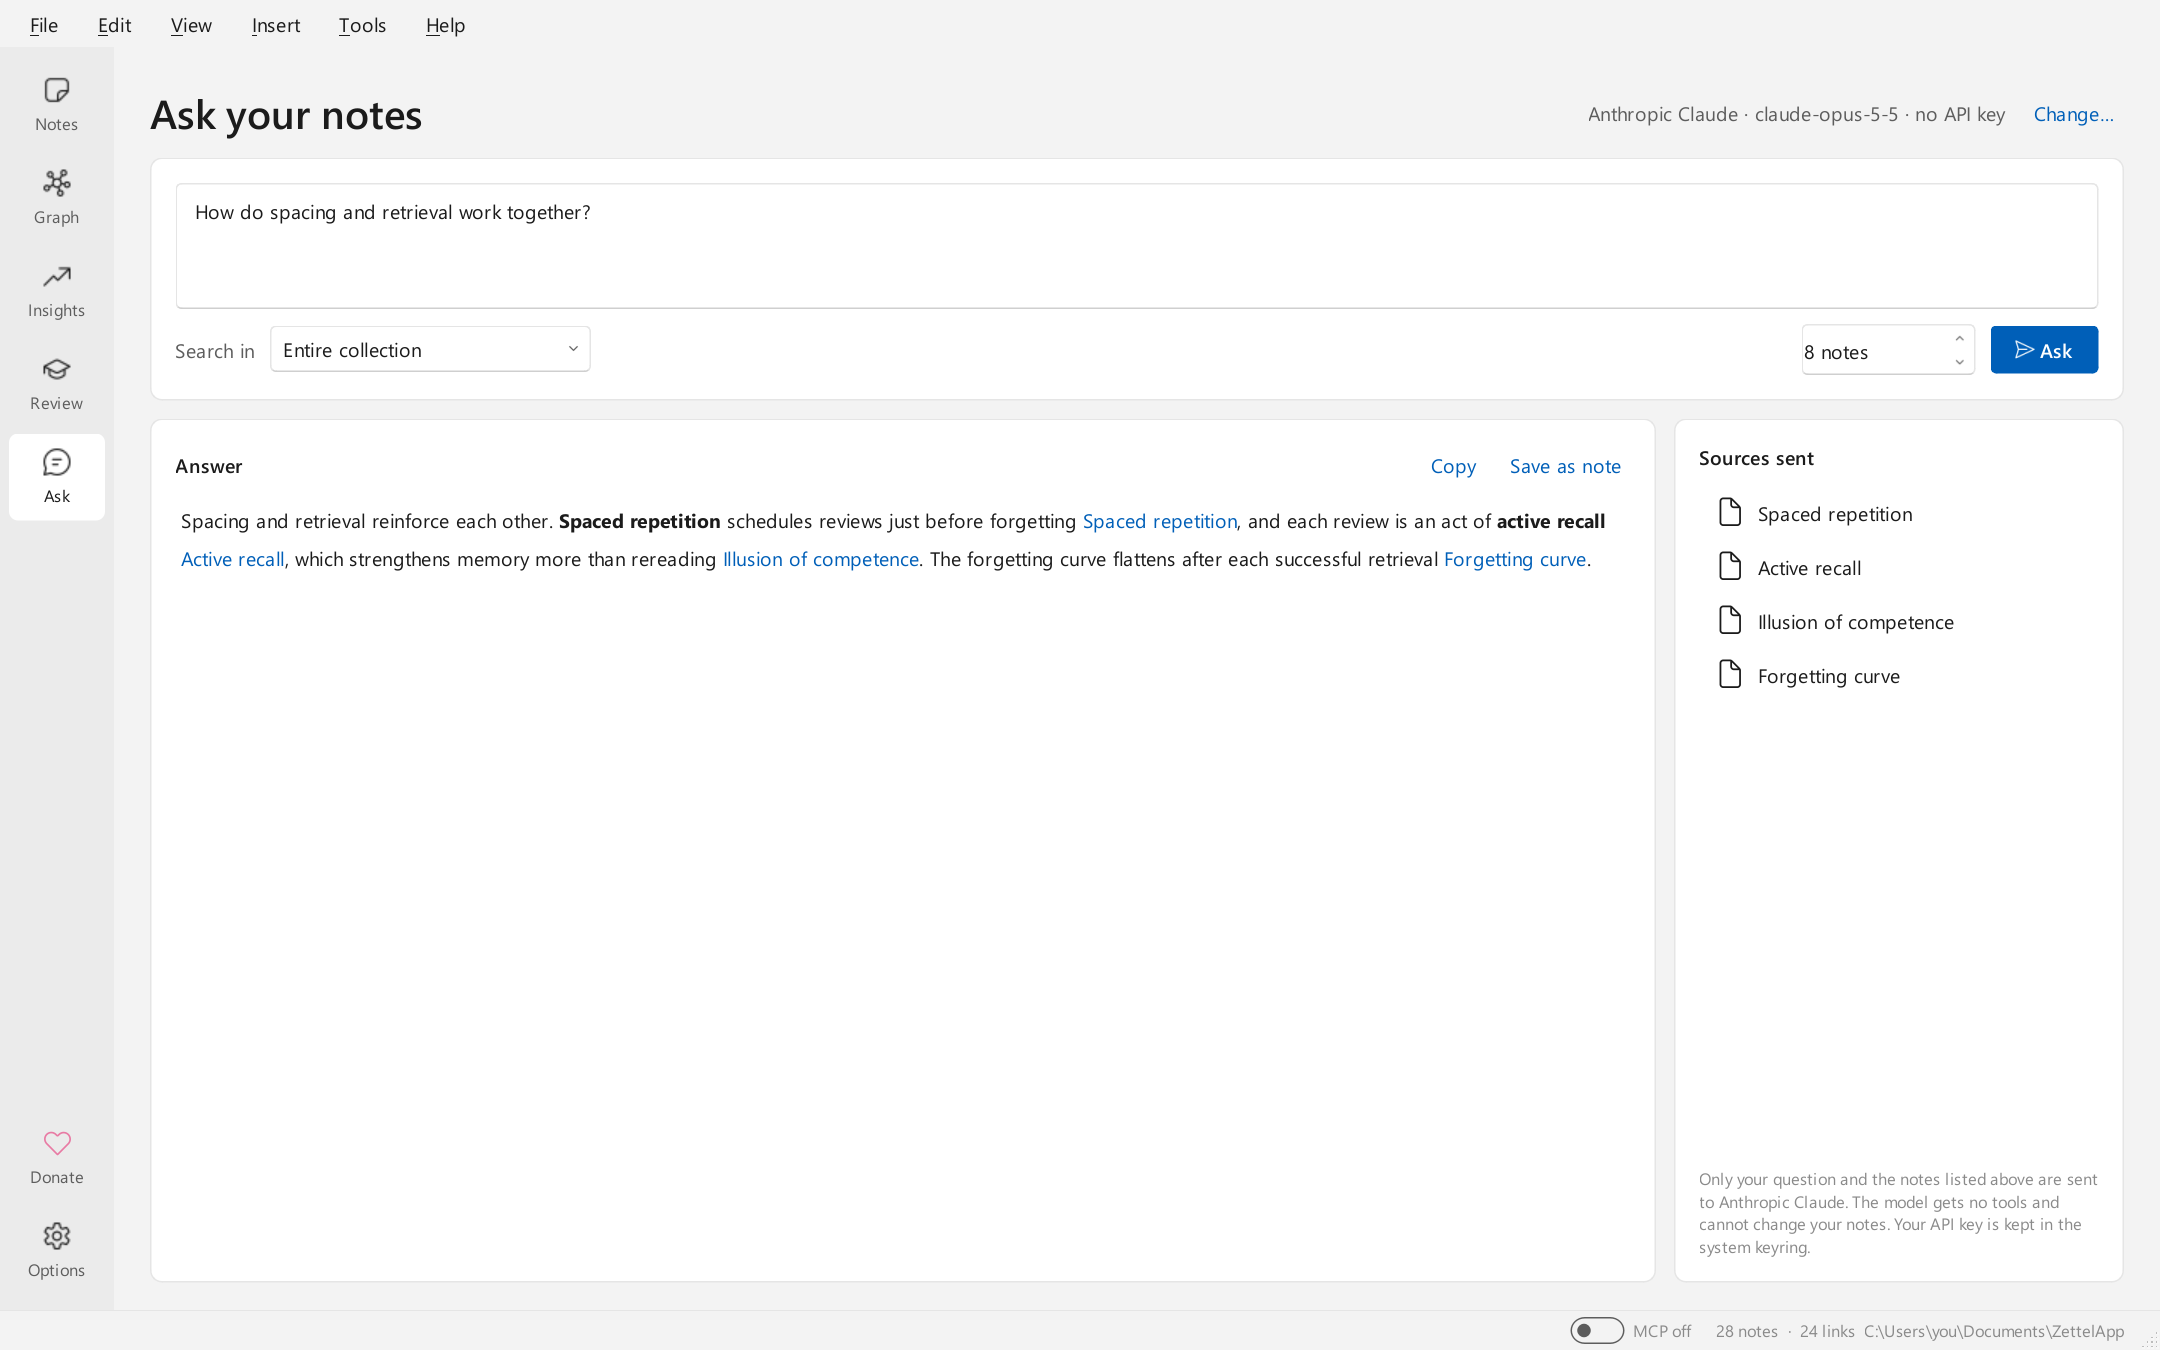 File Edit View Insert Tools Help
Notes
Graph
Insights
Review
Ask
Donate
Options
Ask your notes
Anthropic Claude · claude-opus-5-5 · no API key Change...
How do spacing and retrieval work together?
Search in Entire collection 8 notes Ask
Answer Copy Save as note
Spacing and retrieval reinforce each other. Spaced repetition schedules reviews just before forgetting Spaced repetition, and each review is an act of active recall
Active recall, which strengthens memory more than rereading Illusion of competence. The forgetting curve flattens after each successful retrieval Forgetting curve.
Sources sent
Spaced repetition
Active recall
Illusion of competence
Forgetting curve
Only your question and the notes listed above are sent
to Anthropic Claude. The model gets no tools and
cannot change your notes. Your API key is kept in the
system keyring.
MCP off 28 notes · 24 links C:\Users\you\Documents\ZettelApp